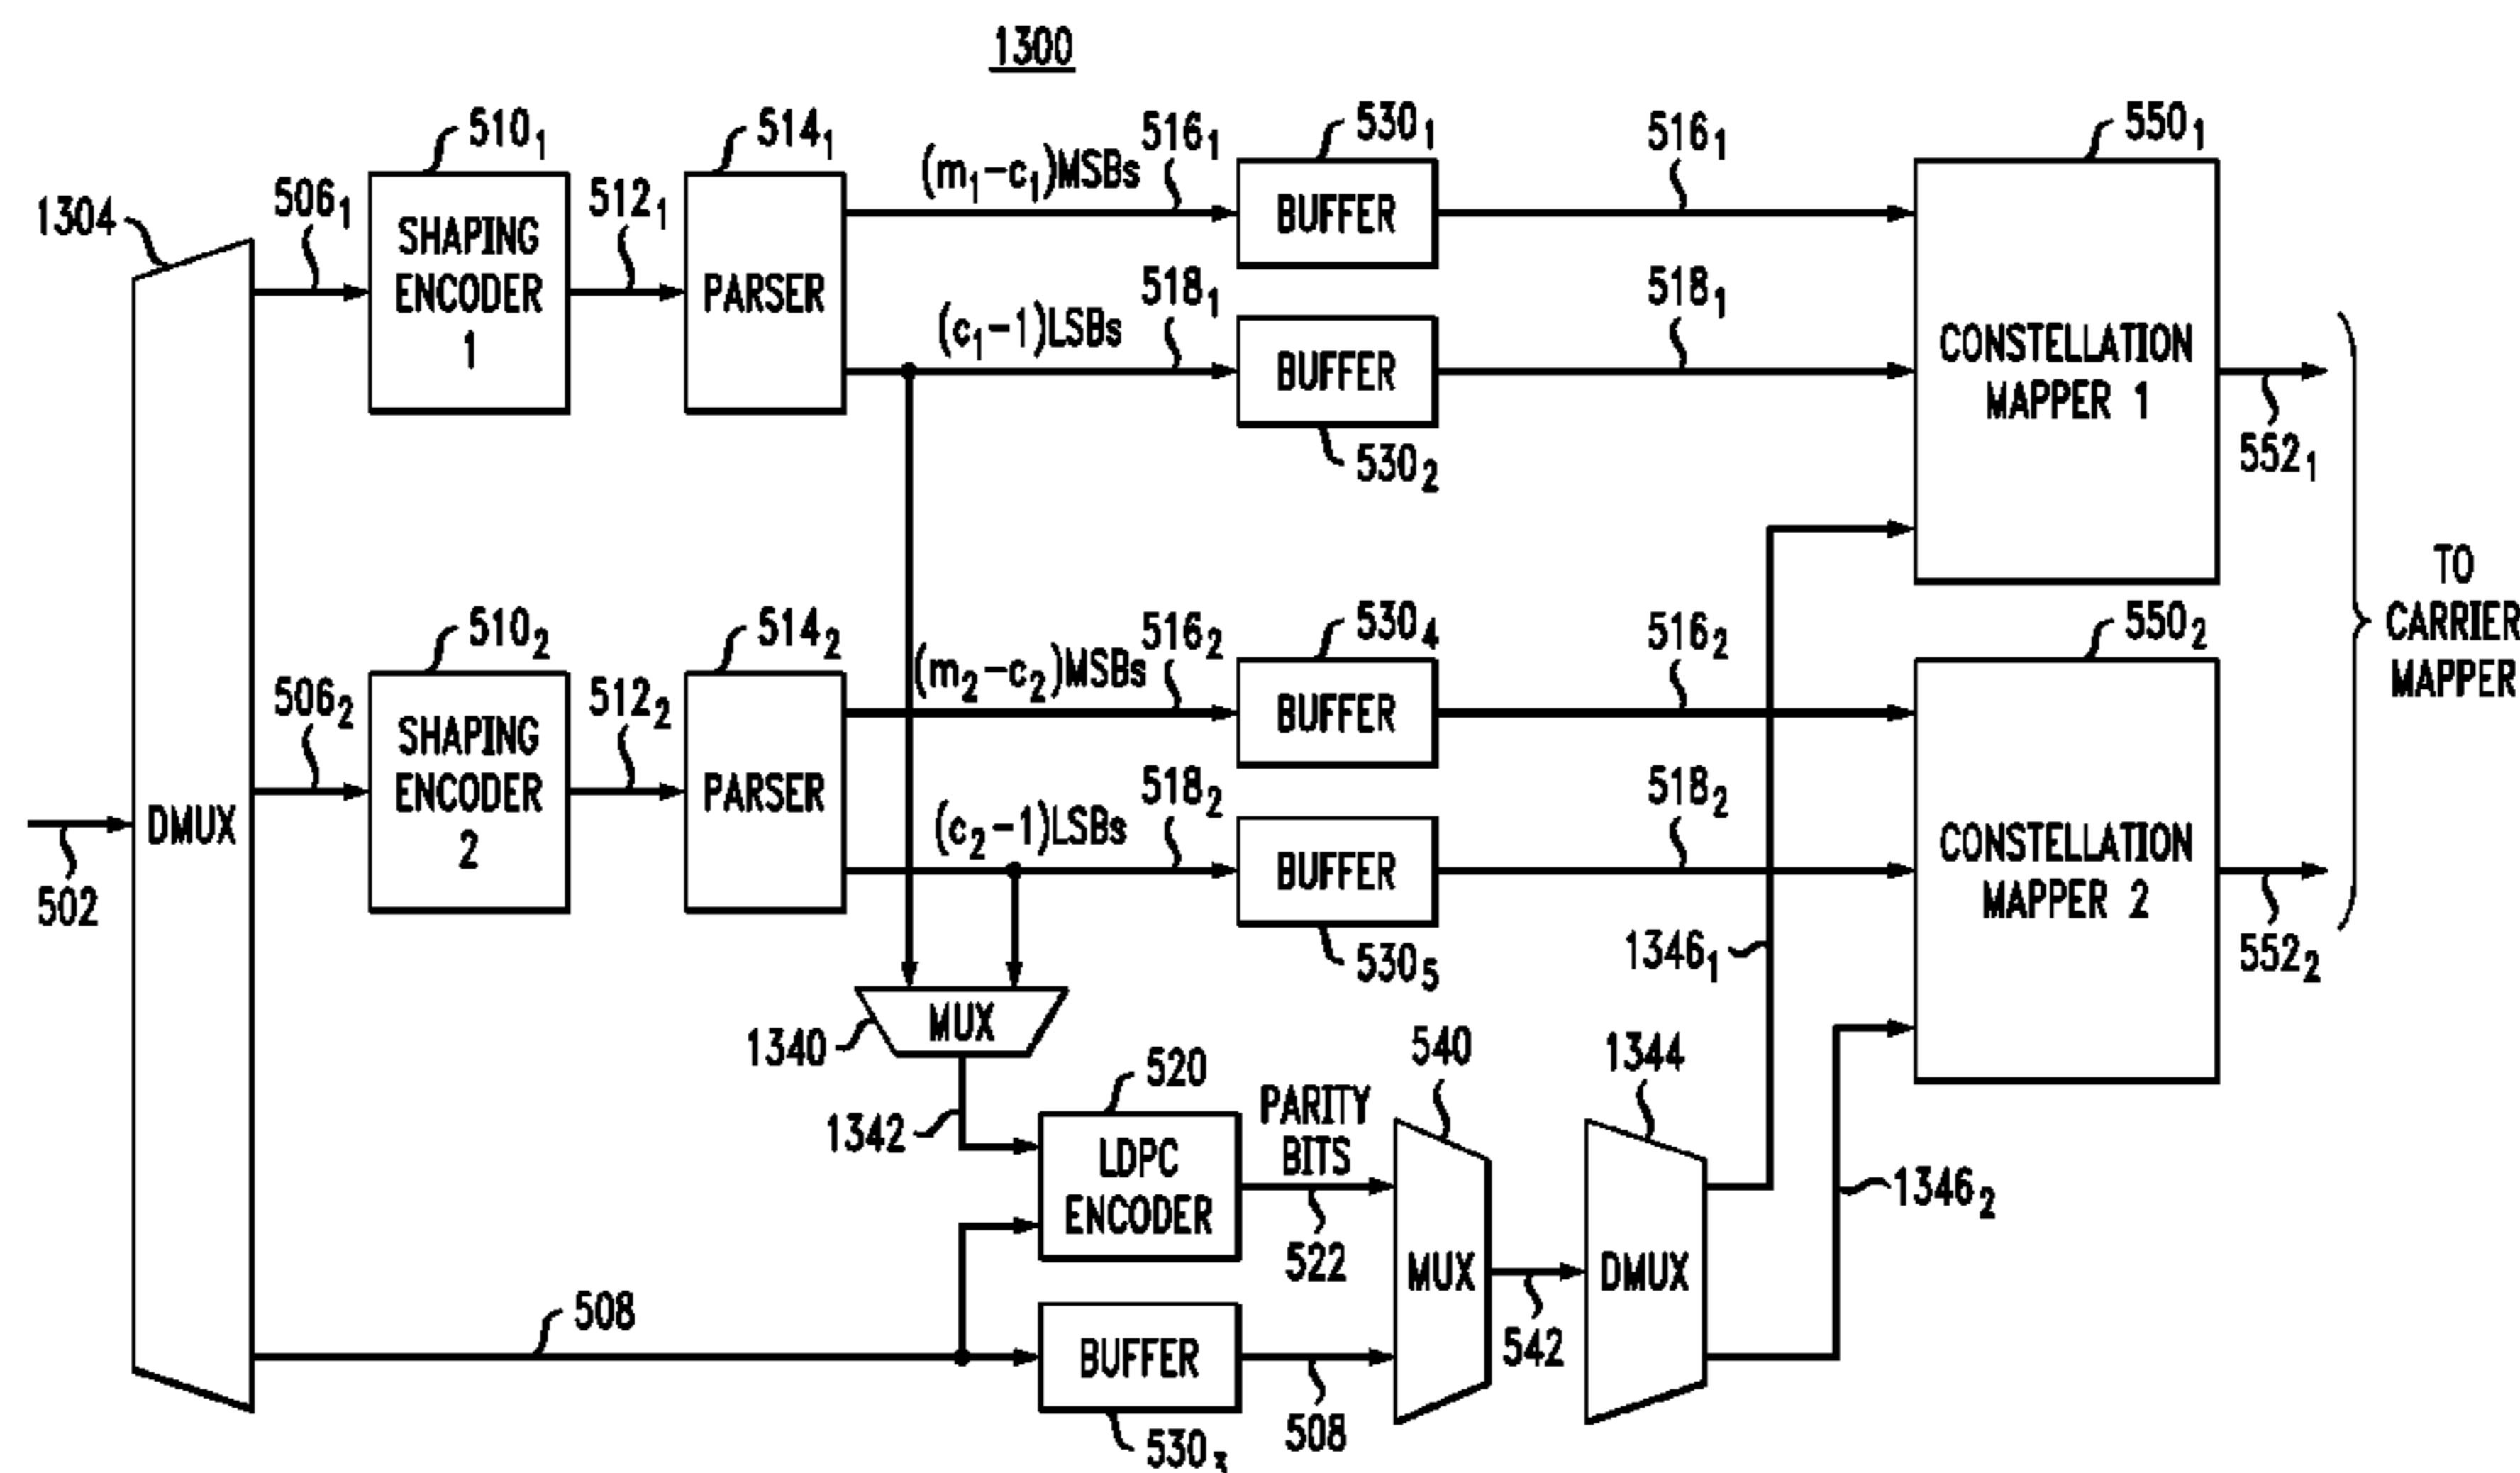 1300
510₁
514₁
516₁
530₁
516₁
550₁
(m₁-c₁)MSBs
1304
506₁
512₁
SHAPING
ENCODER
1
PARSER
BUFFER
518₁
518₁
(c₁-1)LSBs
BUFFER
CONSTELLATION
MAPPER 1
530₂
552₁
TO
CARRIER
MAPPER
510₂
514₂
516₂
530₄
516₂
550₂
(m₂-c₂)MSBs
506₂
512₂
SHAPING
ENCODER
2
PARSER
BUFFER
518₂
518₂
(c₂-1)LSBs
DMUX
502
BUFFER
CONSTELLATION
MAPPER 2
530₅
1346₁
552₂
MUX
1340
520
540
1344
1342
PARITY
BITS
LDPC
ENCODER
522
MUX
DMUX
1346₂
542
508
BUFFER
508
530₃